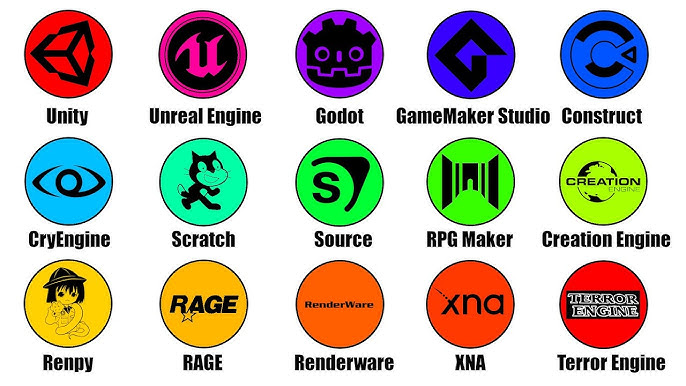 Unity Unreal Engine Godot GameMaker Studio Construct
S CREATION ENGINE
CryEngine Scratch Source RPG Maker Creation Engine
RAGE RenderWare xna TERROR ENGINE
Renpy RAGE Renderware XNA Terror Engine